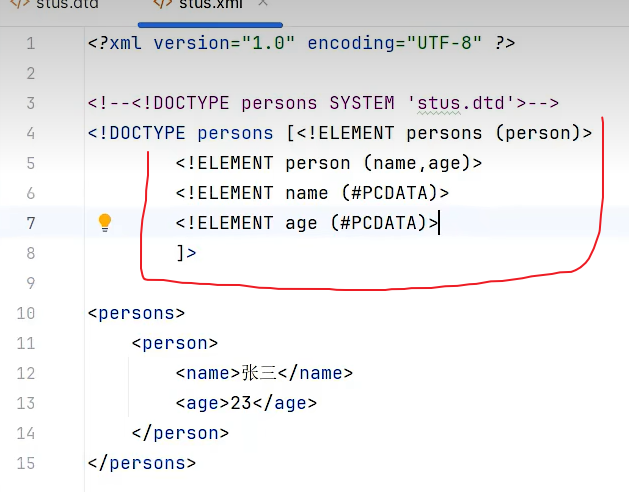 stus.dtd stus.xml ×
1 <?xml version="1.0" encoding="UTF-8" ?>
2
3 <!--<!DOCTYPE persons SYSTEM 'stus.dtd'>-->
4 <!DOCTYPE persons [<!ELEMENT persons (person)>
5 <!ELEMENT person (name,age)>
6 <!ELEMENT name (#PCDATA)>
7 <!ELEMENT age (#PCDATA)>
8 ]>
9
10 <persons>
11 <person>
12 <name>张三</name>
13 <age>23</age>
14 </person>
15 </persons>